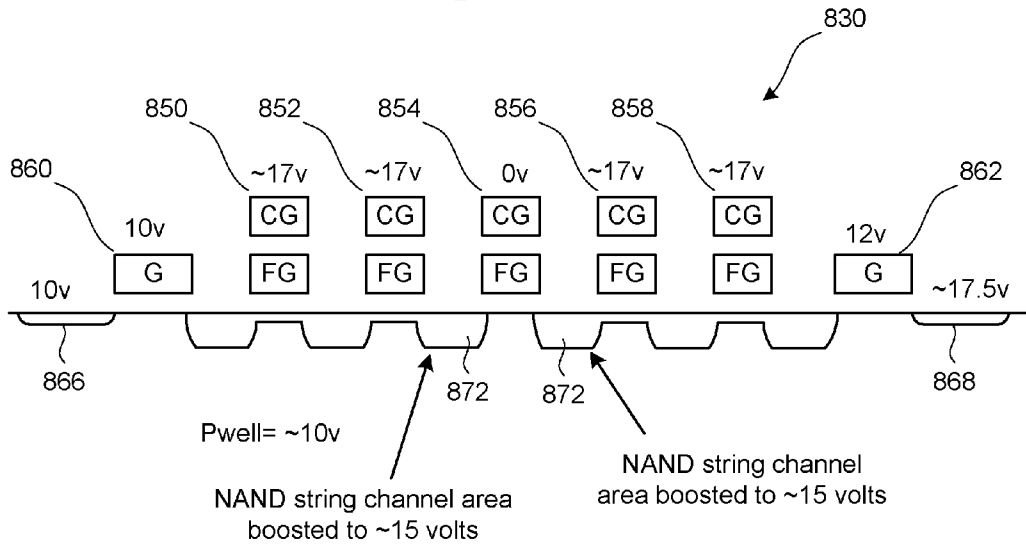 830
850
852
854
856
858
860
862
~17v
~17v
0v
~17v
~17v
CG
CG
CG
CG
CG
10v
12v
G
FG
FG
FG
FG
FG
G
10v
~17.5v
866
872
872
868
Pwell= ~10v
NAND string channel area
boosted to ~15 volts
NAND string channel
area boosted to ~15 volts